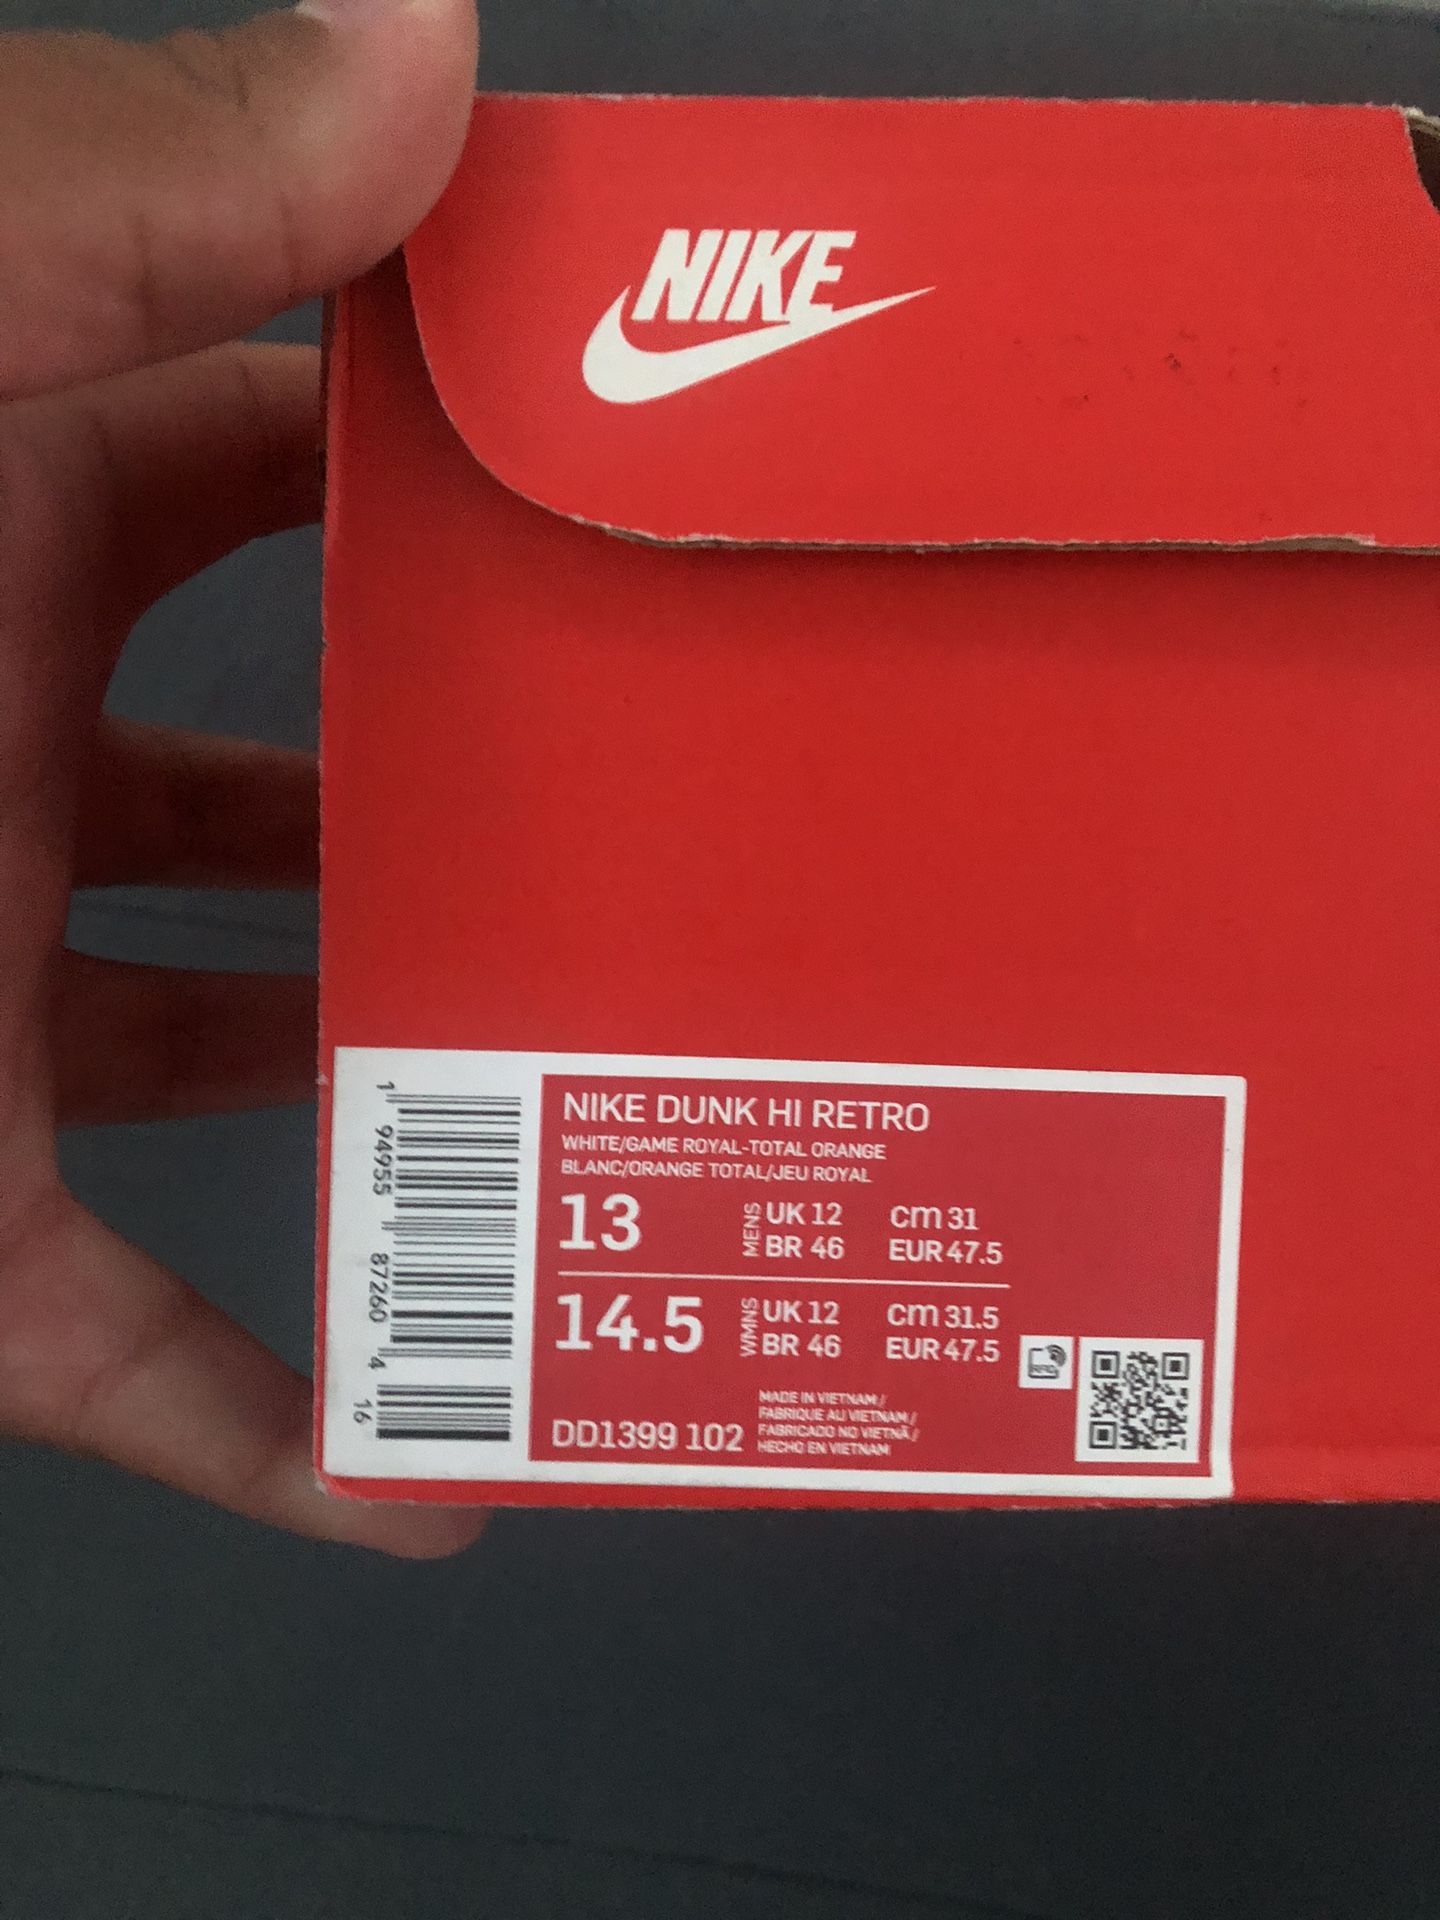 NIKE
NIKE DUNK HI RETRO
WHITE/GAME ROYAL-TOTAL ORANGE
BLANC/ORANGE TOTAL/JEU ROYAL
13 MENS UK 12 CM 31
BR 46 EUR 47.5
14.5 WMNS UK 12 CM 31.5
BR 46 EUR 47.5
RFID
MADE IN VIETNAM /
FABRIQUE AU VIETNAM /
FABRICADO NO VIETNÃ /
HECHO EN VIETNAM
DD1399 102
1 94955 87260 4 16